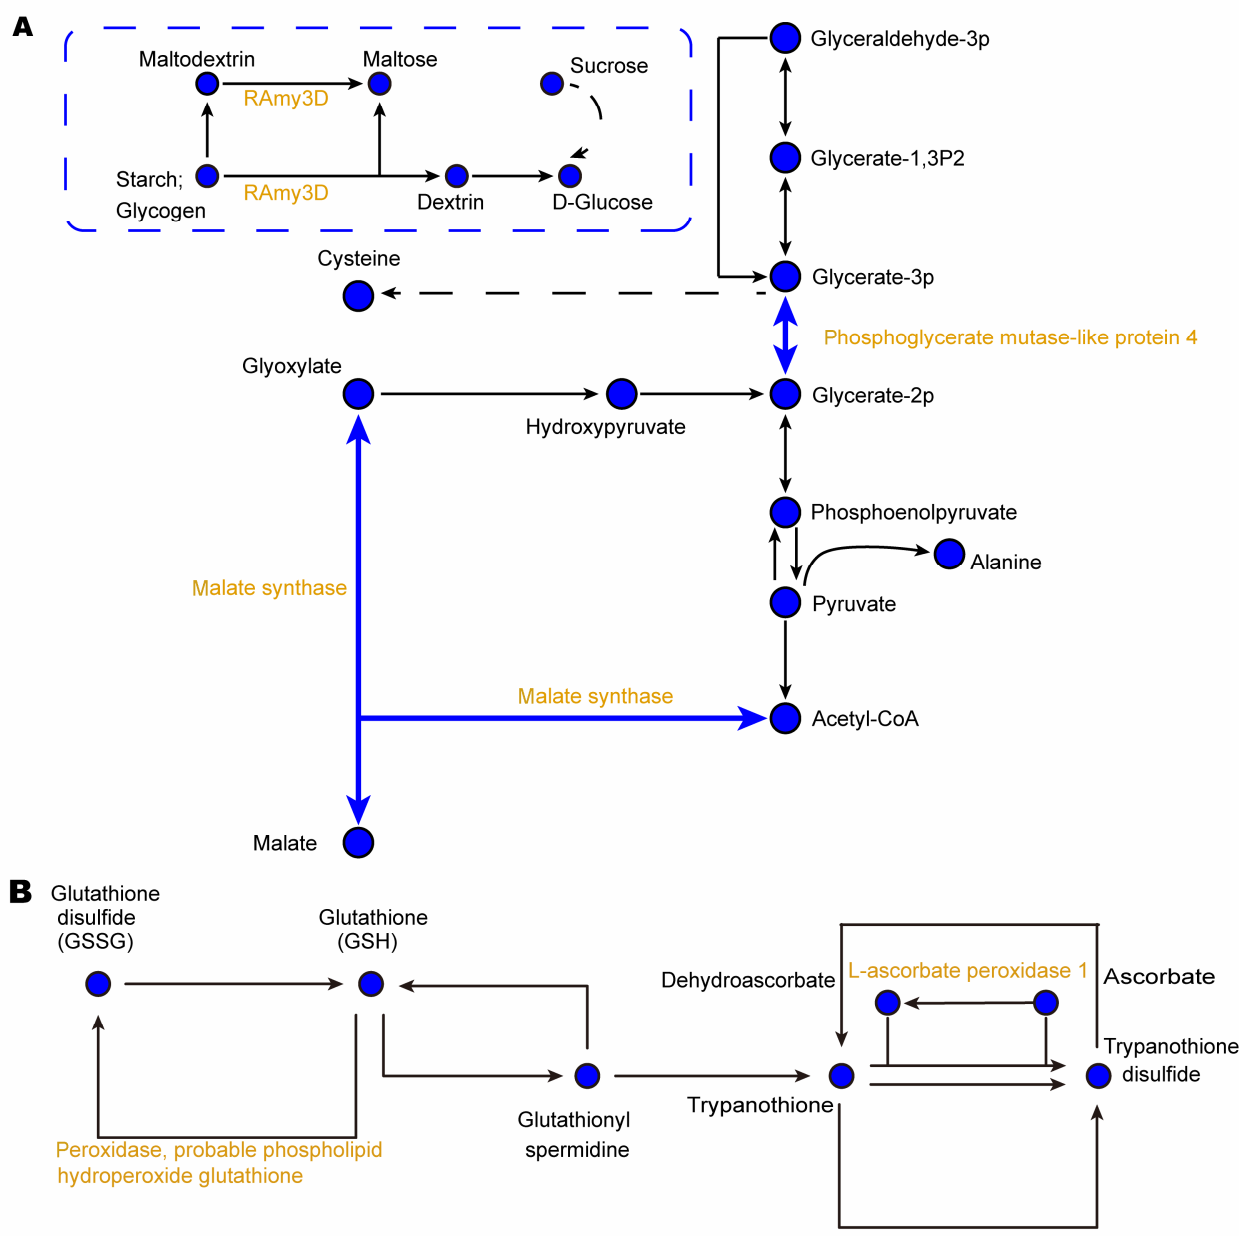 A
Maltodextrin
Maltose
Sucrose
RAmy3D
Starch;
Glycogen
RAmy3D
Dextrin
D-Glucose
Glyceraldehyde-3p
Glycerate-1,3P2
Cysteine
Glycerate-3p
Phosphoglycerate mutase-like protein 4
Glyoxylate
Hydroxypyruvate
Glycerate-2p
Phosphoenolpyruvate
Alanine
Pyruvate
Malate synthase
Malate synthase
Acetyl-CoA
Malate
B
Glutathione
disulfide
(GSSG)
Glutathione
(GSH)
Dehydroascorbate
L-ascorbate peroxidase 1
Ascorbate
Trypanothione
disulfide
Trypanothione
Glutathionyl
spermidine
Peroxidase, probable phospholipid
hydroperoxide glutathione